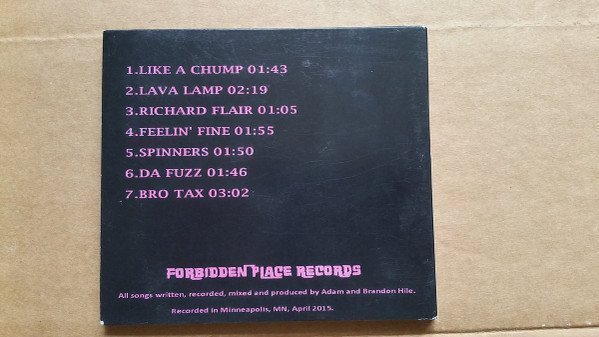 1.LIKE A CHUMP 01:43
2.LAVA LAMP 02:19
3.RICHARD FLAIR 01:05
4.FEELIN' FINE 01:55
5.SPINNERS 01:50
6.DA FUZZ 01:46
7.BRO TAX 03:02
FORBIDDEN PLACE RECORDS
All songs written, recorded, mixed and produced by Adam and Brandon Hile.
Recorded in Minneapolis, MN, April 2015.